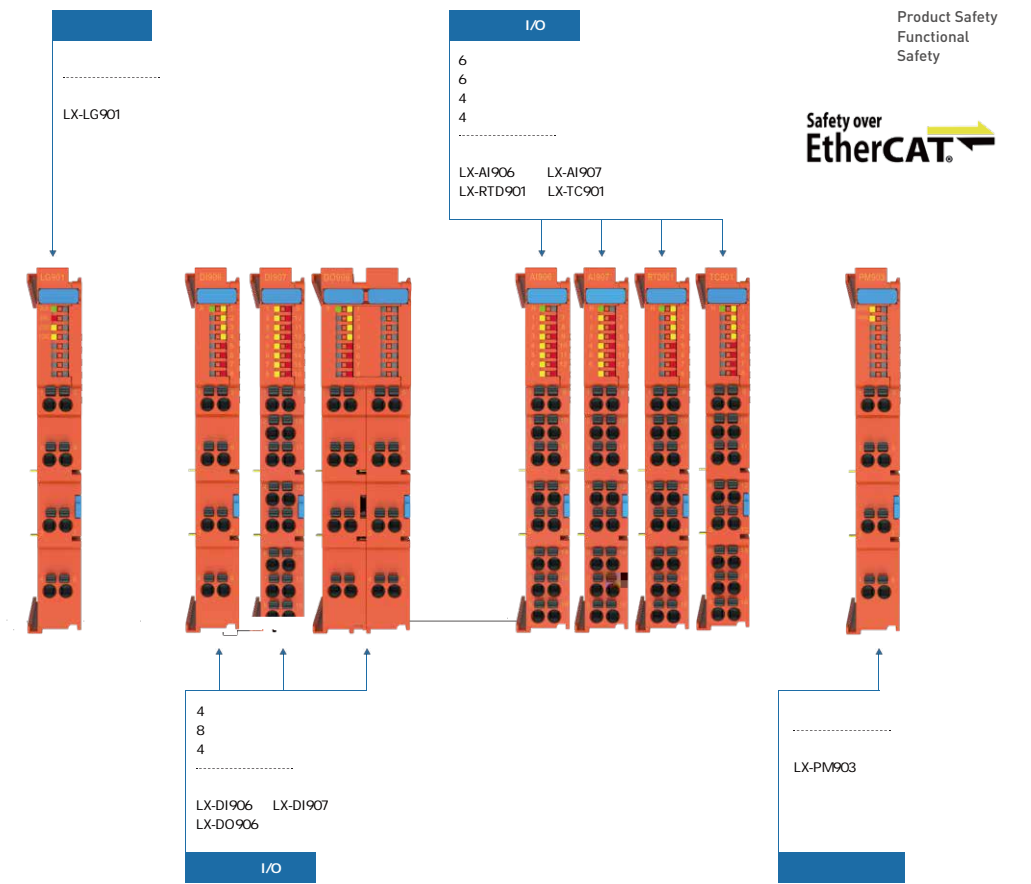 I/O
Product Safety
Functional
Safety
6
6
4
4
LX-LG901
Safety over
EtherCAT®
LX-AI906 LX-AI907
LX-RTD901 LX-TC901
LG901
DI906
DI907
DO906
AI906
AI907
RTD901
TC901
PM903
4
8
4
LX-PM903
LX-DI906 LX-DI907
LX-DO906
I/O